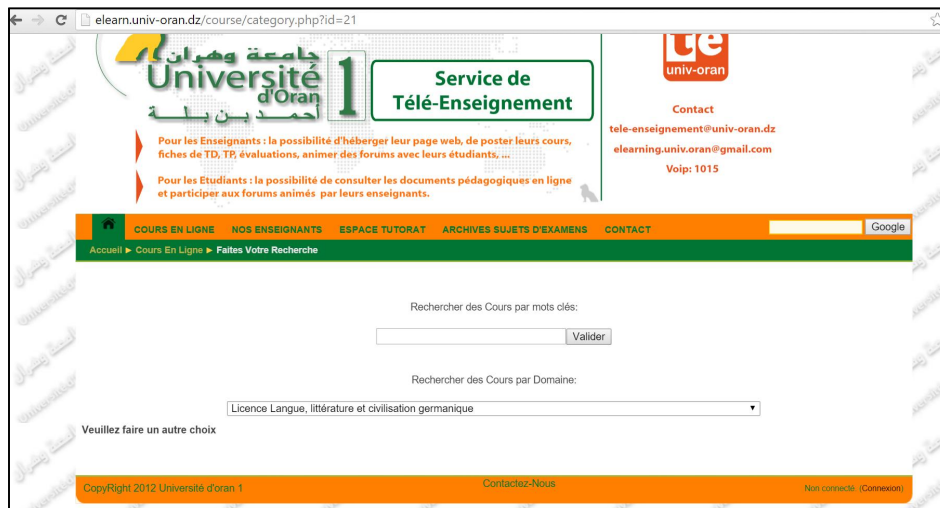 elearn.univ-oran.dz/course/category.php?id=21
جامعة وهران
Université
d'Oran 1
أحمد بن بلة
Service de
Télé-Enseignement
te
univ-oran
Contact
tele-enseignement@univ-oran.dz
elearning.univ.oran@gmail.com
Voip: 1015
Pour les Enseignants : la possibilité d'héberger leur page web, de poster leurs cours,
fiches de TD, TP, évaluations, animer des forums avec leurs étudiants, ...
Pour les Etudiants : la possibilité de consulter les documents pédagogiques en ligne
et participer aux forums animés par leurs enseignants.
COURS EN LIGNE NOS ENSEIGNANTS ESPACE TUTORAT ARCHIVES SUJETS D'EXAMENS CONTACT Google
Accueil ► Cours En Ligne ► Faites Votre Recherche
Rechercher des Cours par mots clés:
Valider
Rechercher des Cours par Domaine:
Licence Langue, littérature et civilisation germanique
Veuillez faire un autre choix
CopyRight 2012 Université d'oran 1 Contactez-Nous Non connecté. (Connexion)